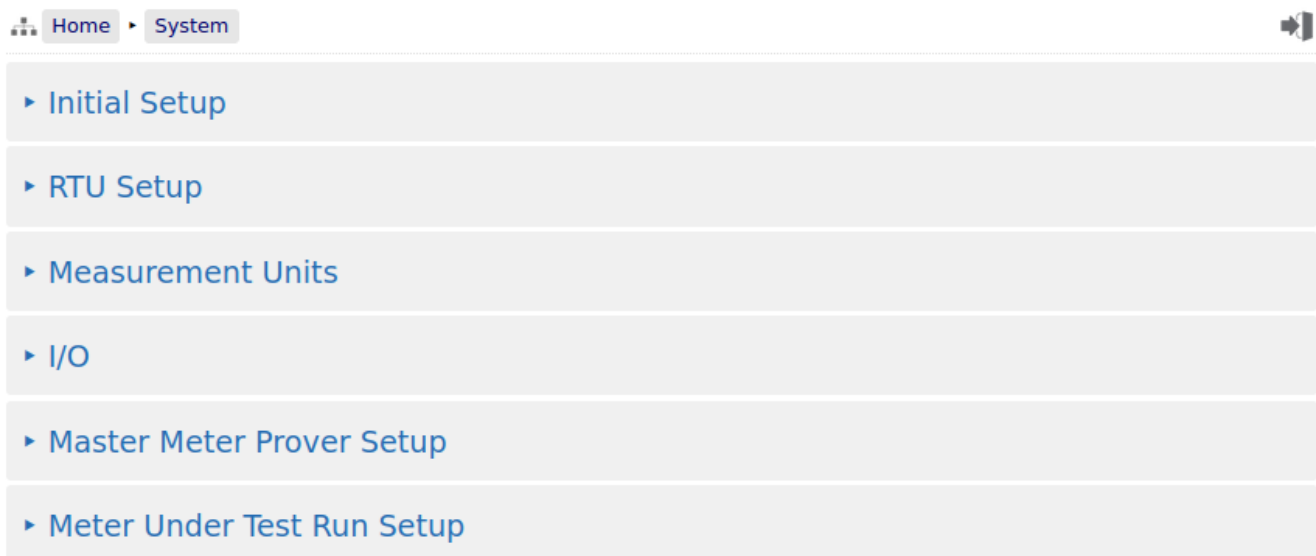 Home ‣ System
Initial Setup
RTU Setup
Measurement Units
I/O
Master Meter Prover Setup
Meter Under Test Run Setup